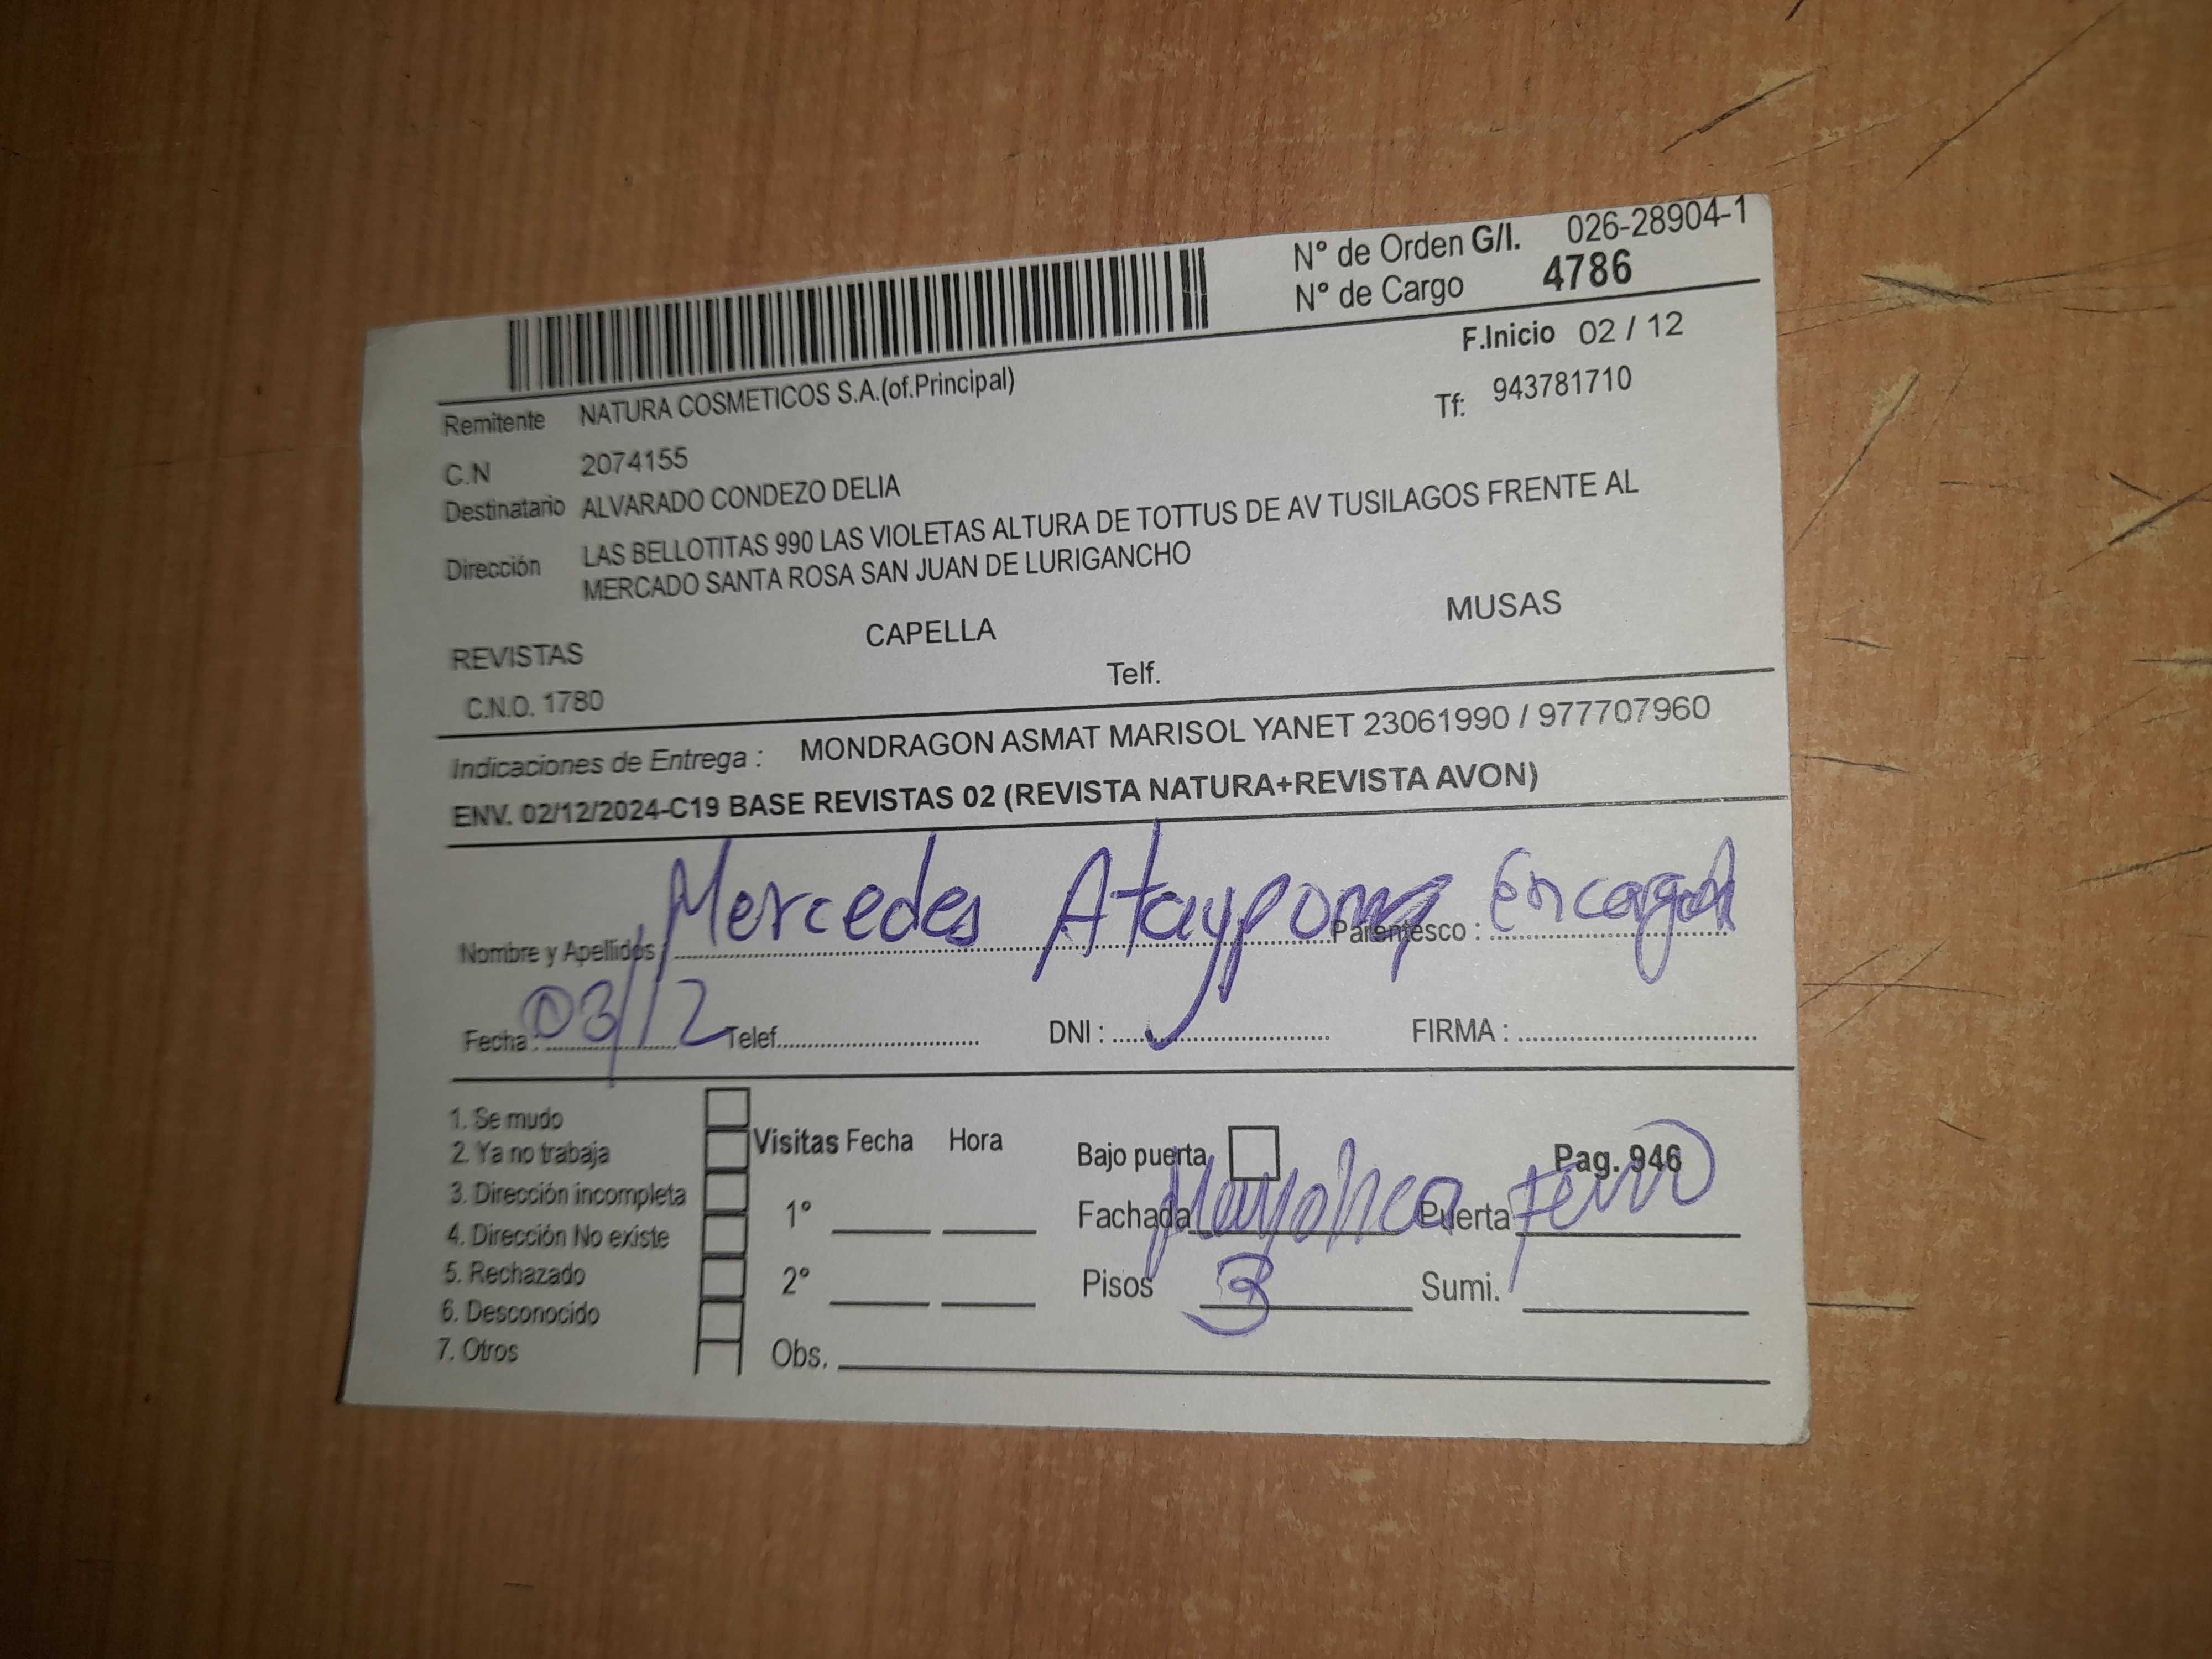 N° de Orden G/I. 026-28904-1
N° de Cargo 4786
F.Inicio 02 / 12
Remitente NATURA COSMETICOS S.A.(of.Principal)
Tf: 943781710
C.N 2074155
Destinatario ALVARADO CONDEZO DELIA
Dirección LAS BELLOTITAS 990 LAS VIOLETAS ALTURA DE TOTTUS DE AV TUSILAGOS FRENTE AL
MERCADO SANTA ROSA SAN JUAN DE LURIGANCHO
REVISTAS CAPELLA MUSAS
C.N.O. 1780 Telf.
Indicaciones de Entrega : MONDRAGON ASMAT MARISOL YANET 23061990 / 977707960
ENV. 02/12/2024-C19 BASE REVISTAS 02 (REVISTA NATURA+REVISTA AVON)
Nombre y Apellidos : MercedesAtaypoma Parentesco :
Fecha : 03/12 Telef. DNI : FIRMA :
1. Se mudo
2. Ya no trabaja
3. Dirección incompleta
4. Dirección No existe
5. Rechazado
6. Desconocido
7. Otros
Visitas Fecha Hora
1°
2°
Obs.
Bajo puerta Pag. 946
Fachada Mayolica Puerta Fierro
Pisos 3 Sumi.